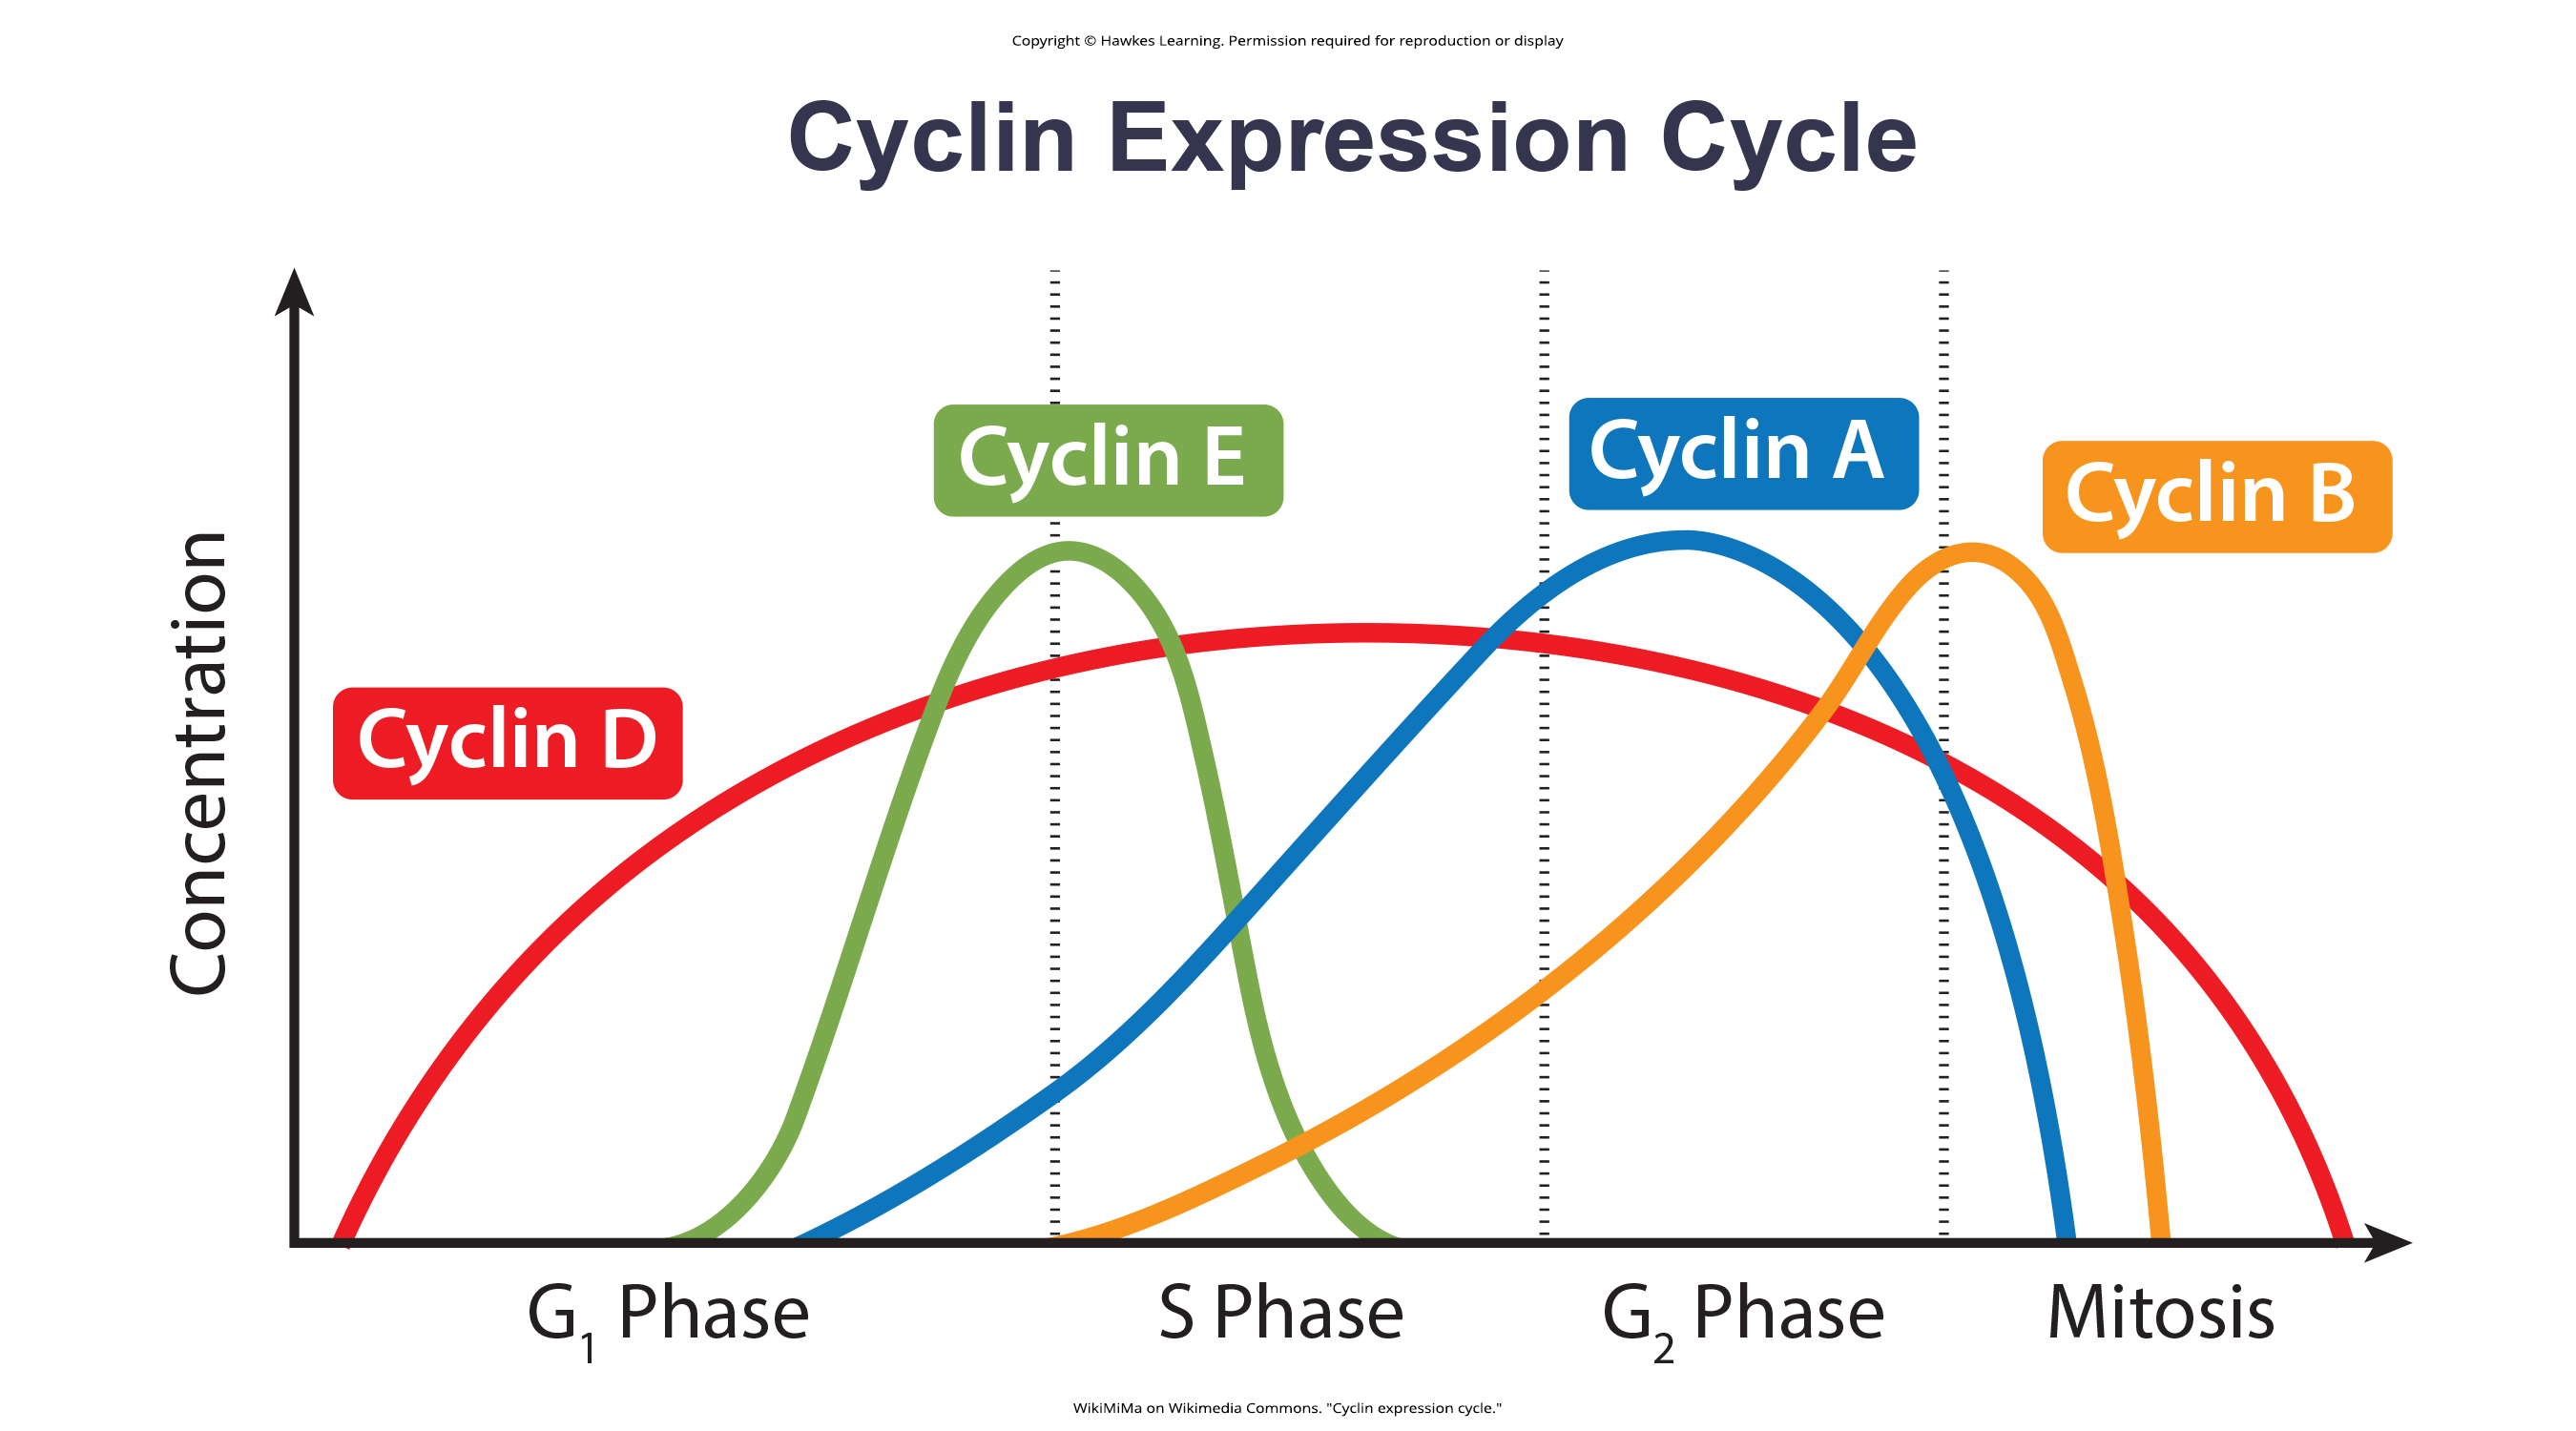 Copyright © Hawkes Learning. Permission required for reproduction or display
Cyclin Expression Cycle
Cyclin E
Cyclin A
Cyclin B
Cyclin D
Concentration
G₁ Phase
S Phase
G₂ Phase
Mitosis
WikiMiMa on Wikimedia Commons. "Cyclin expression cycle."